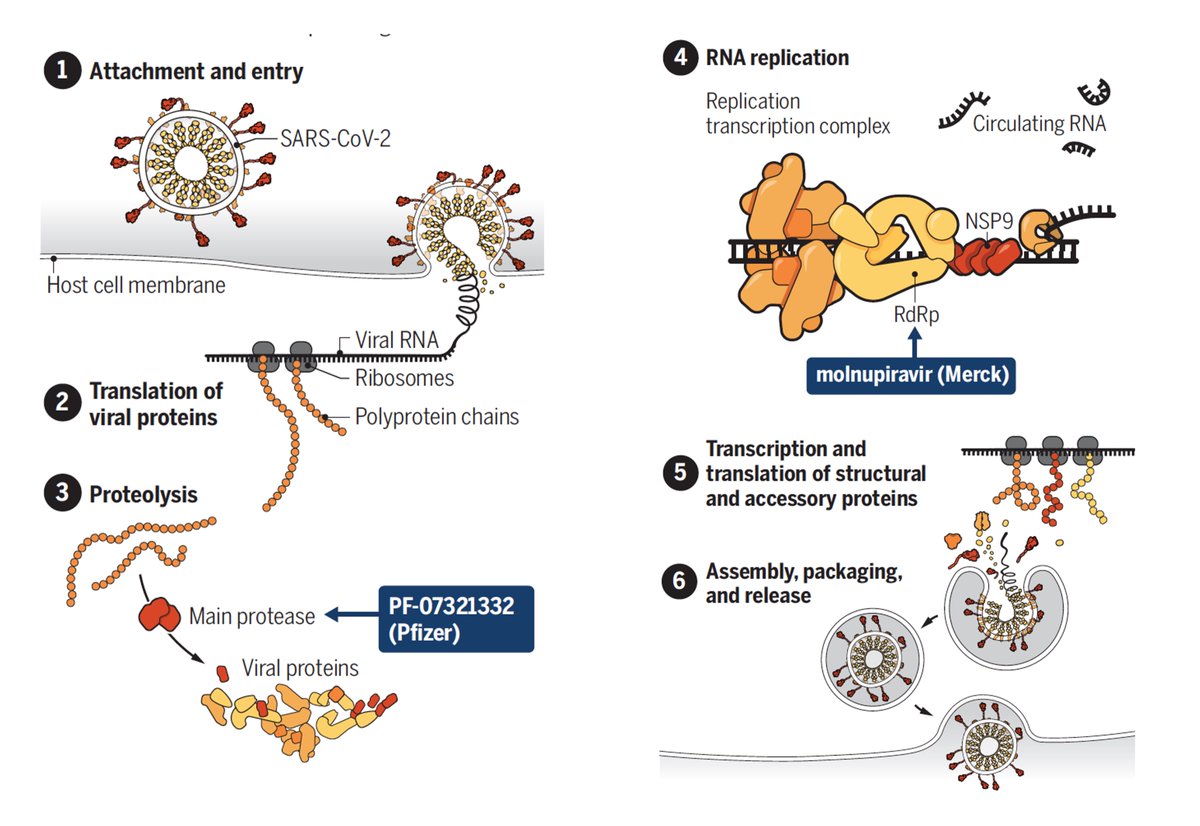 1 Attachment and entry
SARS-CoV-2
Host cell membrane
Viral RNA
Ribosomes
2 Translation of
viral proteins
Polyprotein chains
3 Proteolysis
Main protease
PF-07321332
(Pfizer)
Viral proteins
4 RNA replication
Replication
transcription complex
Circulating RNA
NSP9
RdRp
molnupiravir (Merck)
5 Transcription and
translation of structural
and accessory proteins
6 Assembly, packaging,
and release